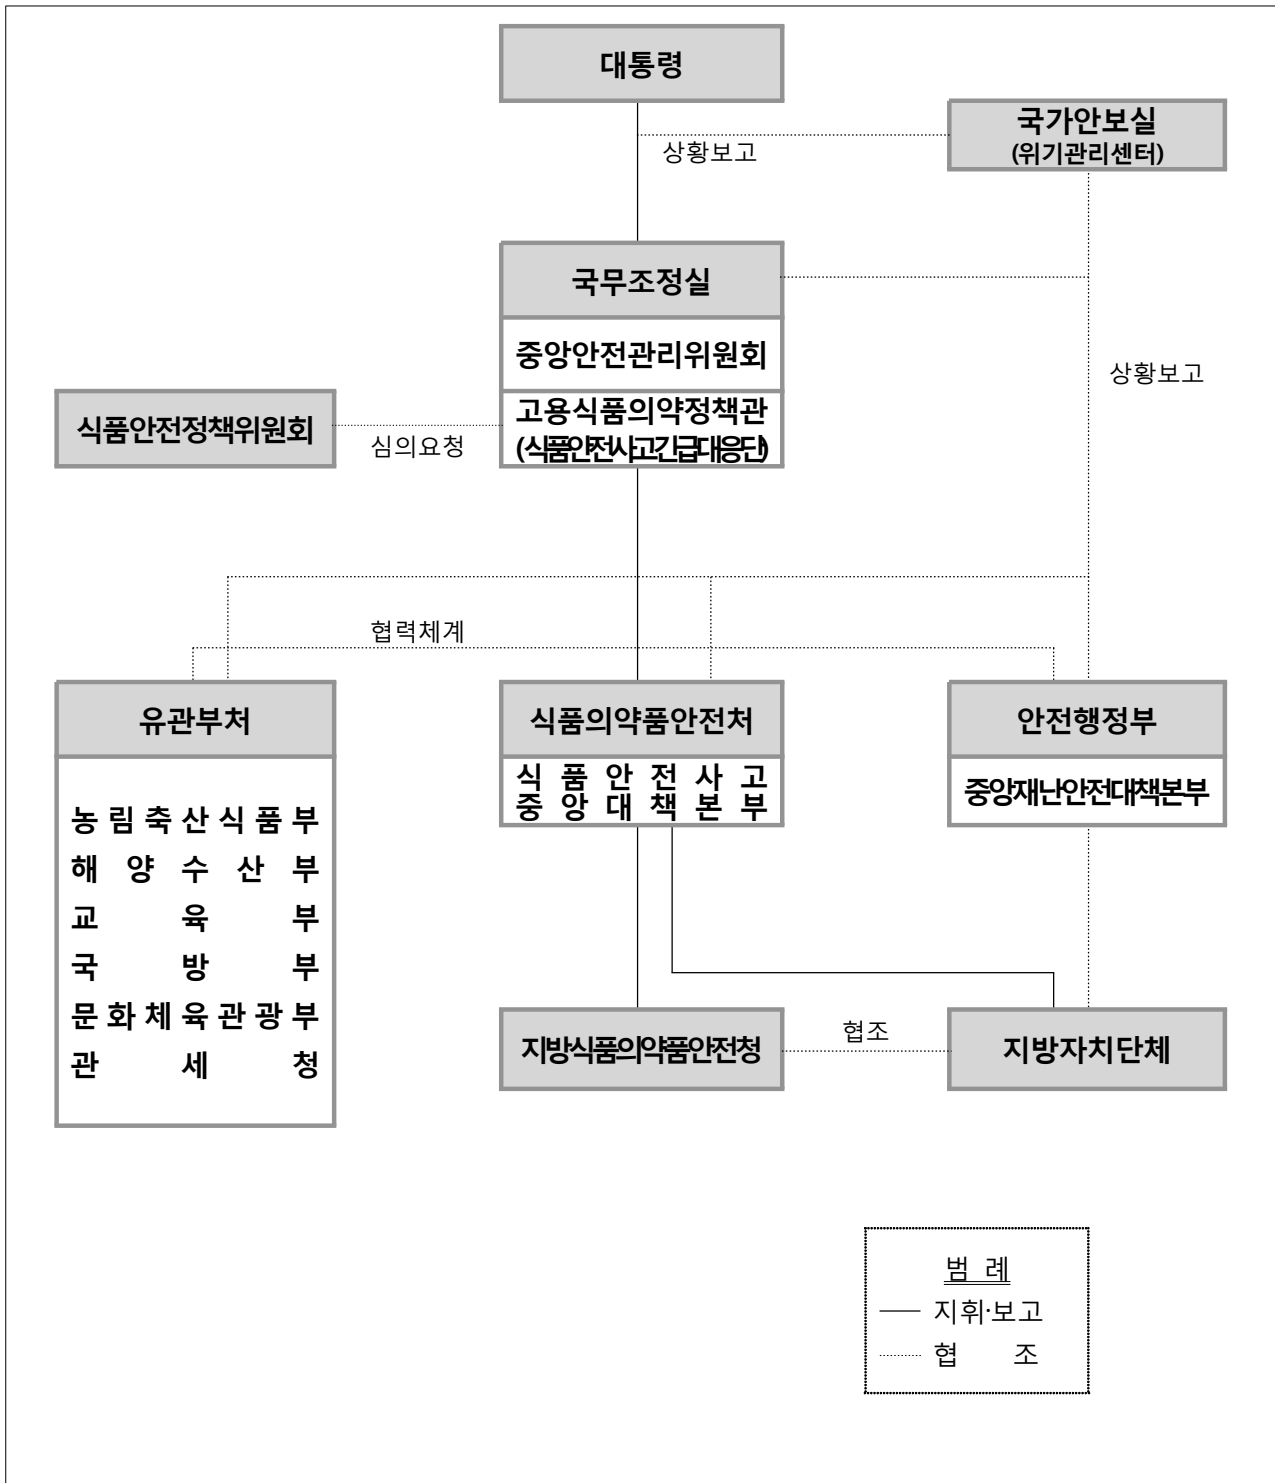 대통령
국가안보실
(위기관리센터)
상황보고
국무조정실
중앙안전관리위원회
상황보고
고용식품의약정책관
(식품안전사고긴급대응단)
식품안전정책위원회
심의요청
협력체계
유관부처
식품의약품안전처
안전행정부
식품안전사고
중앙대책본부
중앙재난안전대책본부
농림축산식품부
해양수산부
교육부
국방부
문화체육관광부
관세청
지방식품의약품안전청
협조
지방자치단체
범 례
지휘·보고
협 조